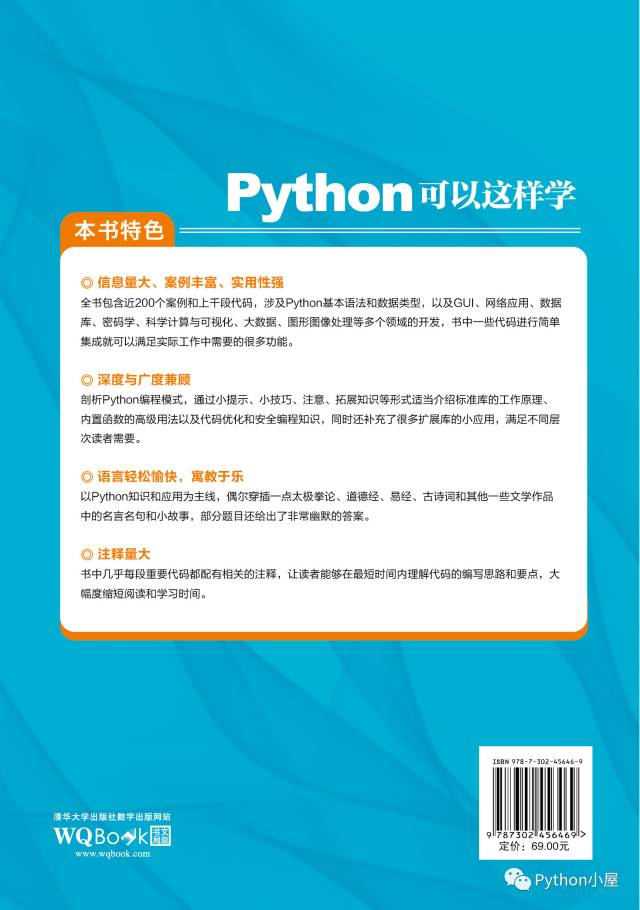 Python可以这样学
本书特色
◎ 信息量大、案例丰富、实用性强
全书包含近200个案例和上千段代码，涉及Python基本语法和数据类型，以及GUI、网络应用、数据
库、密码学、科学计算与可视化、大数据、图形图像处理等多个领域的开发，书中一些代码进行简单
集成就可以满足实际工作中需要的很多功能。
◎ 深度与广度兼顾
剖析Python编程模式，通过小提示、小技巧、注意、拓展知识等形式适当介绍标准库的工作原理、
内置函数的高级用法以及代码优化和安全编程知识，同时还补充了很多扩展库的小应用，满足不同层
次读者需要。
◎ 语言轻松愉快，寓教于乐
以Python知识和应用为主线，偶尔穿插一点太极拳论、道德经、易经、古诗词和其他一些文学作品
中的名言名句和小故事，部分题目还给出了非常幽默的答案。
◎ 注释量大
书中几乎每段重要代码都配有相关的注释，让读者能够在最短时间内理解代码的编写思路和要点，大
幅度缩短阅读和学习时间。
ISBN 978-7-302-45646-9
9 787302 456469>
定价：69.00元
清华大学出版社数字出版网站
WQBook 书文局泉
www.wqbook.com
Python小屋